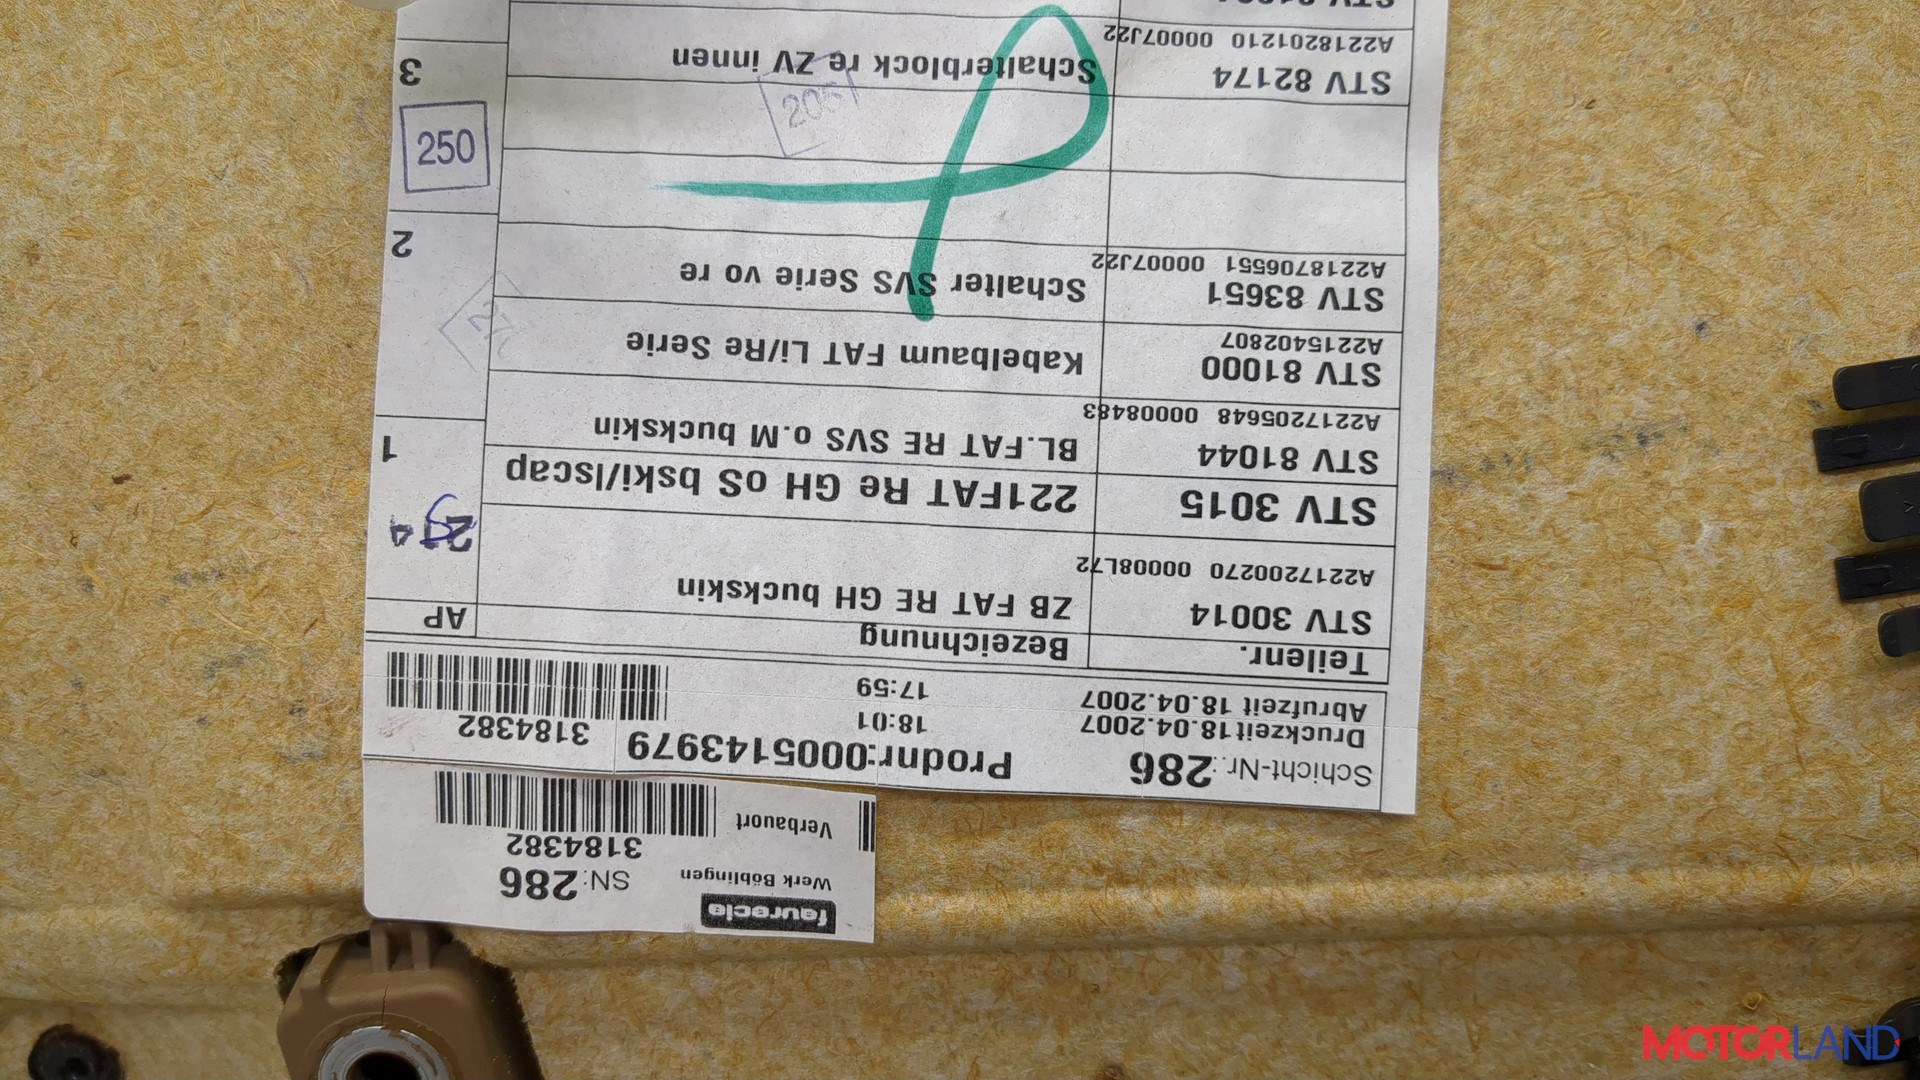 faurecia
Werk Böblingen
SN: 286
3184382
Verbauort
Schicht-Nr.: 286
Prodnr:0005143979
3184382
Druckzeit 18.04.2007 18:01
Abrufzeit 18.04.2007 17:59
Teilenr. Bezeichnung AP
STV 30014 ZB FAT RE GH buckskin
A2217200270 00008L72
STV 3015 221FAT Re GH oS bski/lscap
STV 81044 BL.FAT RE SVS o.M buckskin 1
A2217205648 00008483
STV 81000 Kabelbaum FAT Li/Re Serie
A2215402807
STV 83651 Schalter SVS Serie vo re 2
A2218706551 00007J22
250
205
STV 82174 Schalterblock re ZV innen 3
A2218201210 00007J22
MOTORLAND